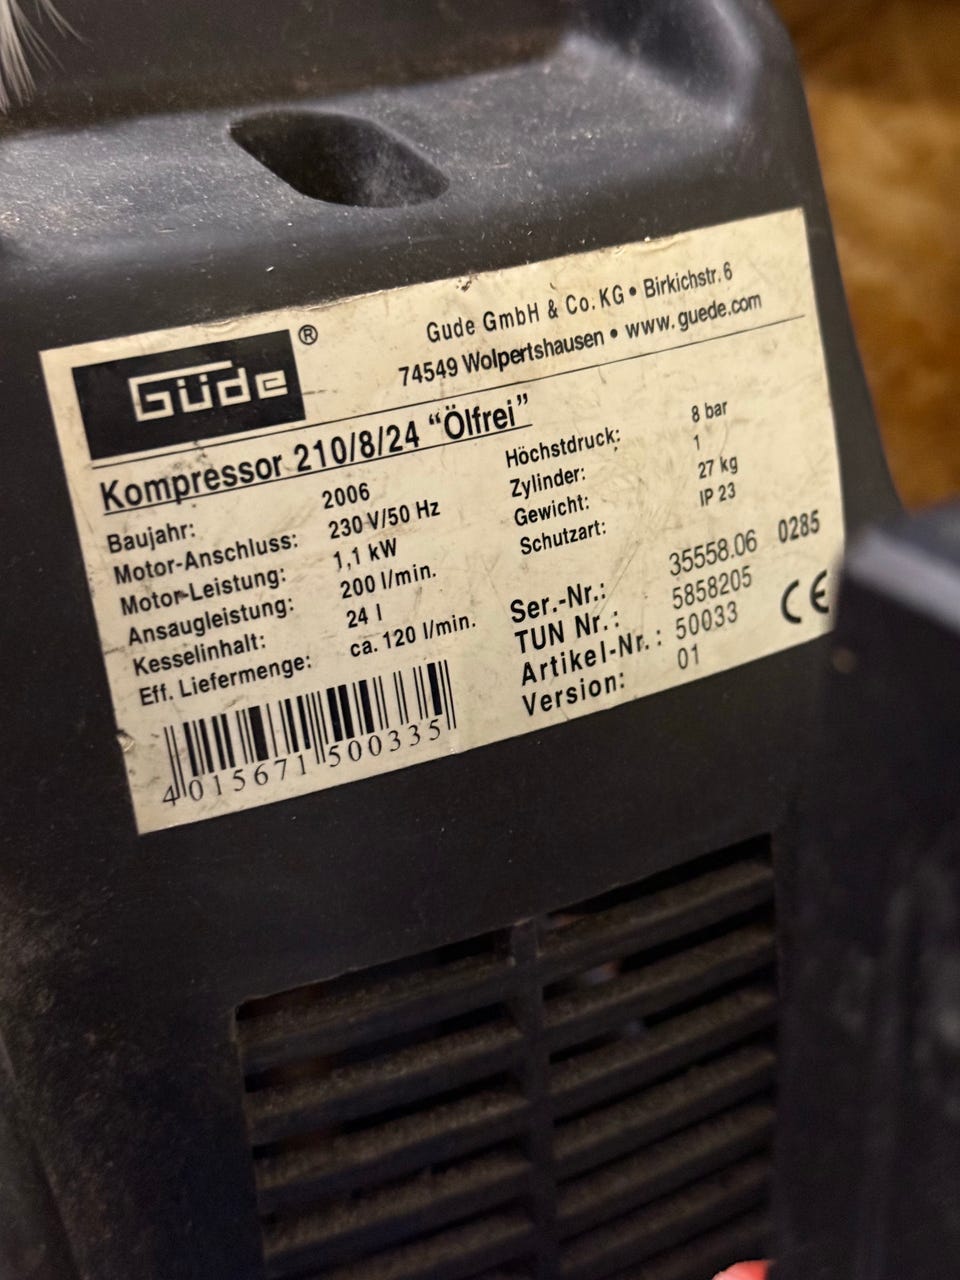 Güde ®
Gude GmbH & Co. KG • Birkichstr. 6
74549 Wolpertshausen • www.guede.com
Kompressor 210/8/24 “Ölfrei”
Baujahr: 2006
Motor-Anschluss: 230 V/50 Hz
Motor-Leistung: 1,1 kW
Ansaugleistung: 200 l/min.
Kesselinhalt: 24 l
Eff. Liefermenge: ca. 120 l/min.
Höchstdruck: 8 bar
Zylinder: 1
Gewicht: 27 kg
Schutzart: IP 23
Ser.-Nr.: 35558.06 0285
TUN Nr.: 5858205
Artikel-Nr.: 50033
Version: 01
CE
4015671500335